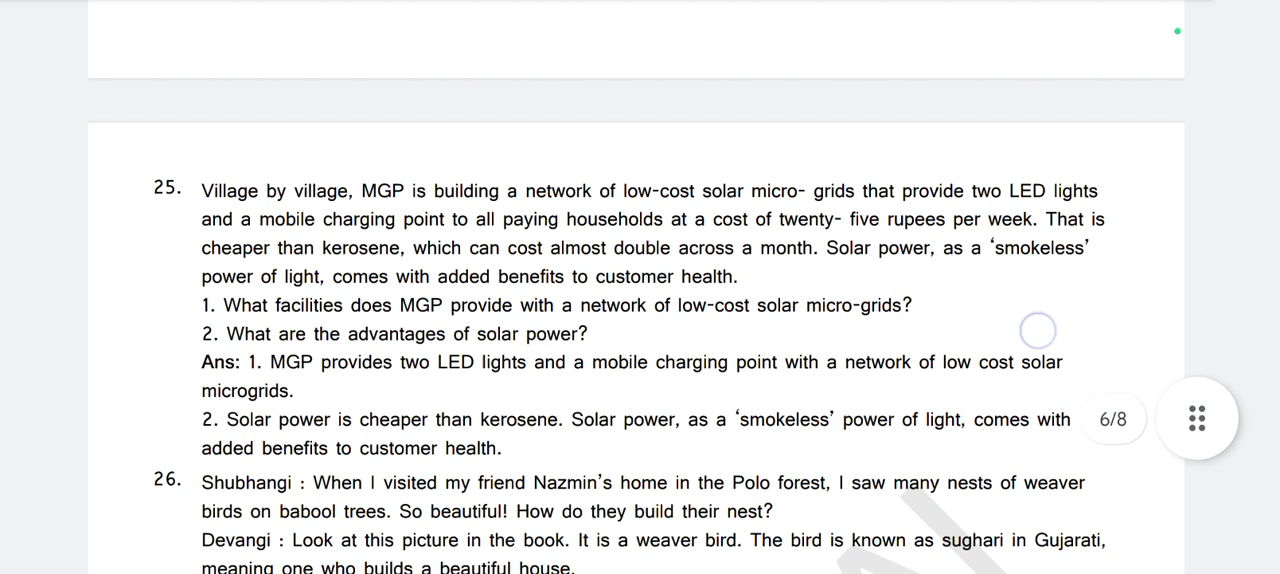 25. Village by village, MGP is building a network of low-cost solar micro- grids that provide two LED lights
and a mobile charging point to all paying households at a cost of twenty- five rupees per week. That is
cheaper than kerosene, which can cost almost double across a month. Solar power, as a ‘smokeless’
power of light, comes with added benefits to customer health.
1. What facilities does MGP provide with a network of low-cost solar micro-grids?
2. What are the advantages of solar power?
Ans: 1. MGP provides two LED lights and a mobile charging point with a network of low cost solar
microgrids.
2. Solar power is cheaper than kerosene. Solar power, as a ‘smokeless’ power of light, comes with
added benefits to customer health.
6/8
26. Shubhangi : When I visited my friend Nazmin’s home in the Polo forest, I saw many nests of weaver
birds on babool trees. So beautiful! How do they build their nest?
Devangi : Look at this picture in the book. It is a weaver bird. The bird is known as sughari in Gujarati,
meaning one who builds a beautiful house.